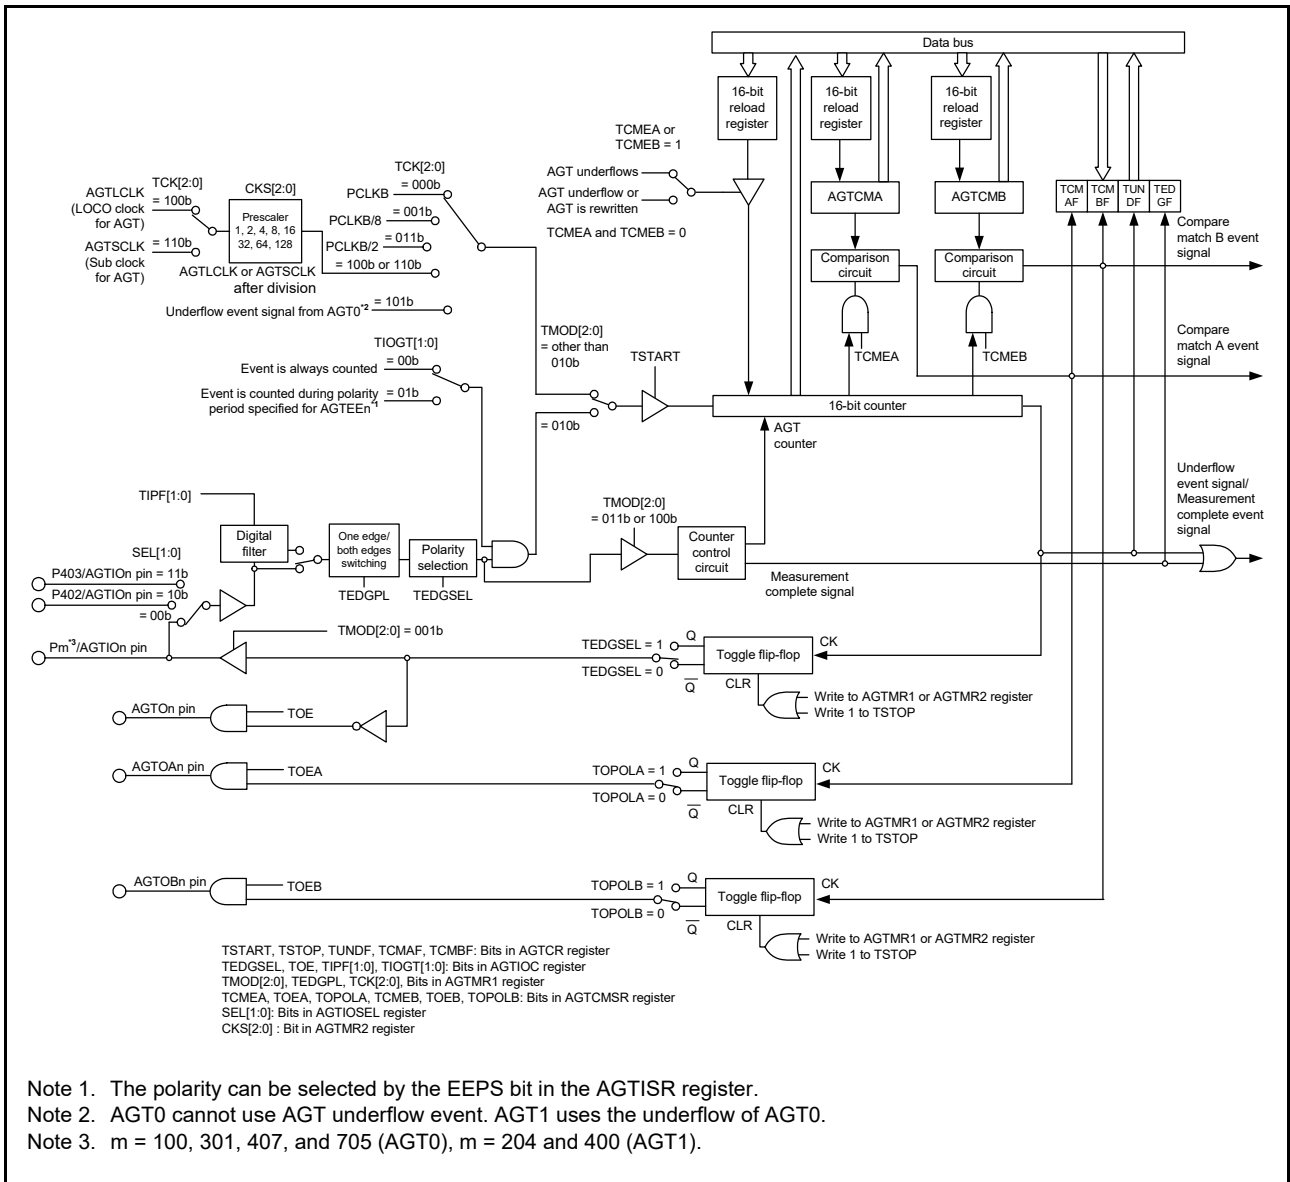 Data bus
16-bit
reload
register
16-bit
reload
register
16-bit
reload
register
TCMEA or
TCMEB = 1
AGT underflows
AGT underflow or
AGT is rewritten
TCMEA and TCMEB = 0
AGTCMA
AGTCMB
TCM
AF
TCM
BF
TUN
DF
TED
GF
Compare
match B event
signal
Comparison
circuit
Comparison
circuit
TCMEA
TCMEB
Compare
match A event
signal
TCK[2:0]
AGTLCLK
(LOCO clock
for AGT)
= 100b
AGTSCLK
(Sub clock
for AGT)
= 110b
CKS[2:0]
Prescaler
1, 2, 4, 8, 16
32, 64, 128
AGTLCLK or AGTSCLK
after division
TCK[2:0]
PCLKB
= 000b
PCLKB/8
= 001b
PCLKB/2
= 011b
= 100b or 110b
Underflow event signal from AGT0*2
= 101b
TIOGT[1:0]
Event is always counted
= 00b
Event is counted during polarity
period specified for AGTEEn*1
= 01b
TMOD[2:0]
= other than
010b
= 010b
TSTART
16-bit counter
AGT
counter
TIPF[1:0]
Digital
filter
One edge/
both edges
switching
TEDGPL
Polarity
selection
TEDGSEL
TMOD[2:0]
= 011b or 100b
Counter
control
circuit
Measurement
complete signal
Underflow
event signal/
Measurement
complete event
signal
SEL[1:0]
P403/AGTIOn pin = 11b
P402/AGTIOn pin = 10b
= 00b
Pm*3/AGTIOn pin
TMOD[2:0] = 001b
TEDGSEL = 1
TEDGSEL = 0
Q
Q
Toggle flip-flop
CK
CLR
Write to AGTMR1 or AGTMR2 register
Write 1 to TSTOP
AGTOn pin
TOE
AGTOAn pin
TOEA
TOPOLA = 1
TOPOLA = 0
Q
Q
Toggle flip-flop
CK
CLR
Write to AGTMR1 or AGTMR2 register
Write 1 to TSTOP
AGTOBn pin
TOEB
TOPOLB = 1
TOPOLB = 0
Q
Q
Toggle flip-flop
CK
CLR
Write to AGTMR1 or AGTMR2 register
Write 1 to TSTOP
TSTART, TSTOP, TUNDF, TCMAF, TCMBF: Bits in AGTCR register
TEDGSEL, TOE, TIPF[1:0], TIOGT[1:0]: Bits in AGTIOC register
TMOD[2:0], TEDGPL, TCK[2:0], Bits in AGTMR1 register
TCMEA, TOEA, TOPOLA, TCMEB, TOEB, TOPOLB: Bits in AGTCMSR register
SEL[1:0]: Bits in AGTIOSEL register
CKS[2:0] : Bit in AGTMR2 register
Note 1. The polarity can be selected by the EEPS bit in the AGTISR register.
Note 2. AGT0 cannot use AGT underflow event. AGT1 uses the underflow of AGT0.
Note 3. m = 100, 301, 407, and 705 (AGT0), m = 204 and 400 (AGT1).